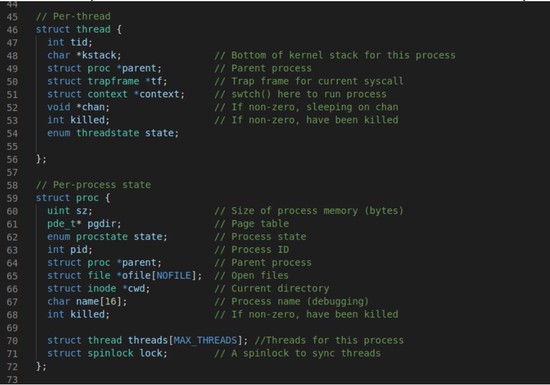 44
45 // Per-thread
46 struct thread {
47 int tid;
48 char *kstack; // Bottom of kernel stack for this process
49 struct proc *parent; // Parent process
50 struct trapframe *tf; // Trap frame for current syscall
51 struct context *context; // swtch() here to run process
52 void *chan; // If non-zero, sleeping on chan
53 int killed; // If non-zero, have been killed
54 enum threadstate state;
55
56 };
57
58 // Per-process state
59 struct proc {
60 uint sz; // Size of process memory (bytes)
61 pde_t* pgdir; // Page table
62 enum procstate state; // Process state
63 int pid; // Process ID
64 struct proc *parent; // Parent process
65 struct file *ofile[NOFILE]; // Open files
66 struct inode *cwd; // Current directory
67 char name[16]; // Process name (debugging)
68 int killed; // If non-zero, have been killed
69
70 struct thread threads[MAX_THREADS]; //Threads for this process
71 struct spinlock lock; // A spinlock to sync threads
72 };
73